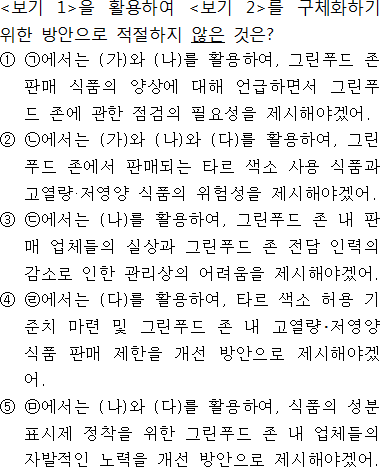 <보기 1>을 활용하여 <보기 2>를 구체화하기
위한 방안으로 적절하지 않은 것은?
① ㉠에서는 (가)와 (나)를 활용하여, 그린푸드 존
판매 식품의 양상에 대해 언급하면서 그린푸
드 존에 관한 점검의 필요성을 제시해야겠어.
② ㉡에서는 (가)와 (나)와 (다)를 활용하여, 그린
푸드 존에서 판매되는 타르 색소 사용 식품과
고열량·저영양 식품의 위험성을 제시해야겠어.
③ ㉢에서는 (나)를 활용하여, 그린푸드 존 내 판
매 업체들의 실상과 그린푸드 존 전담 인력의
감소로 인한 관리상의 어려움을 제시해야겠어.
④ ㉣에서는 (다)를 활용하여, 타르 색소 허용 기
준치 마련 및 그린푸드 존 내 고열량·저영양
식품 판매 제한을 개선 방안으로 제시해야겠
어.
⑤ ㉤에서는 (나)와 (다)를 활용하여, 식품의 성분
표시제 정착을 위한 그린푸드 존 내 업체들의
자발적인 노력을 개선 방안으로 제시해야겠어.